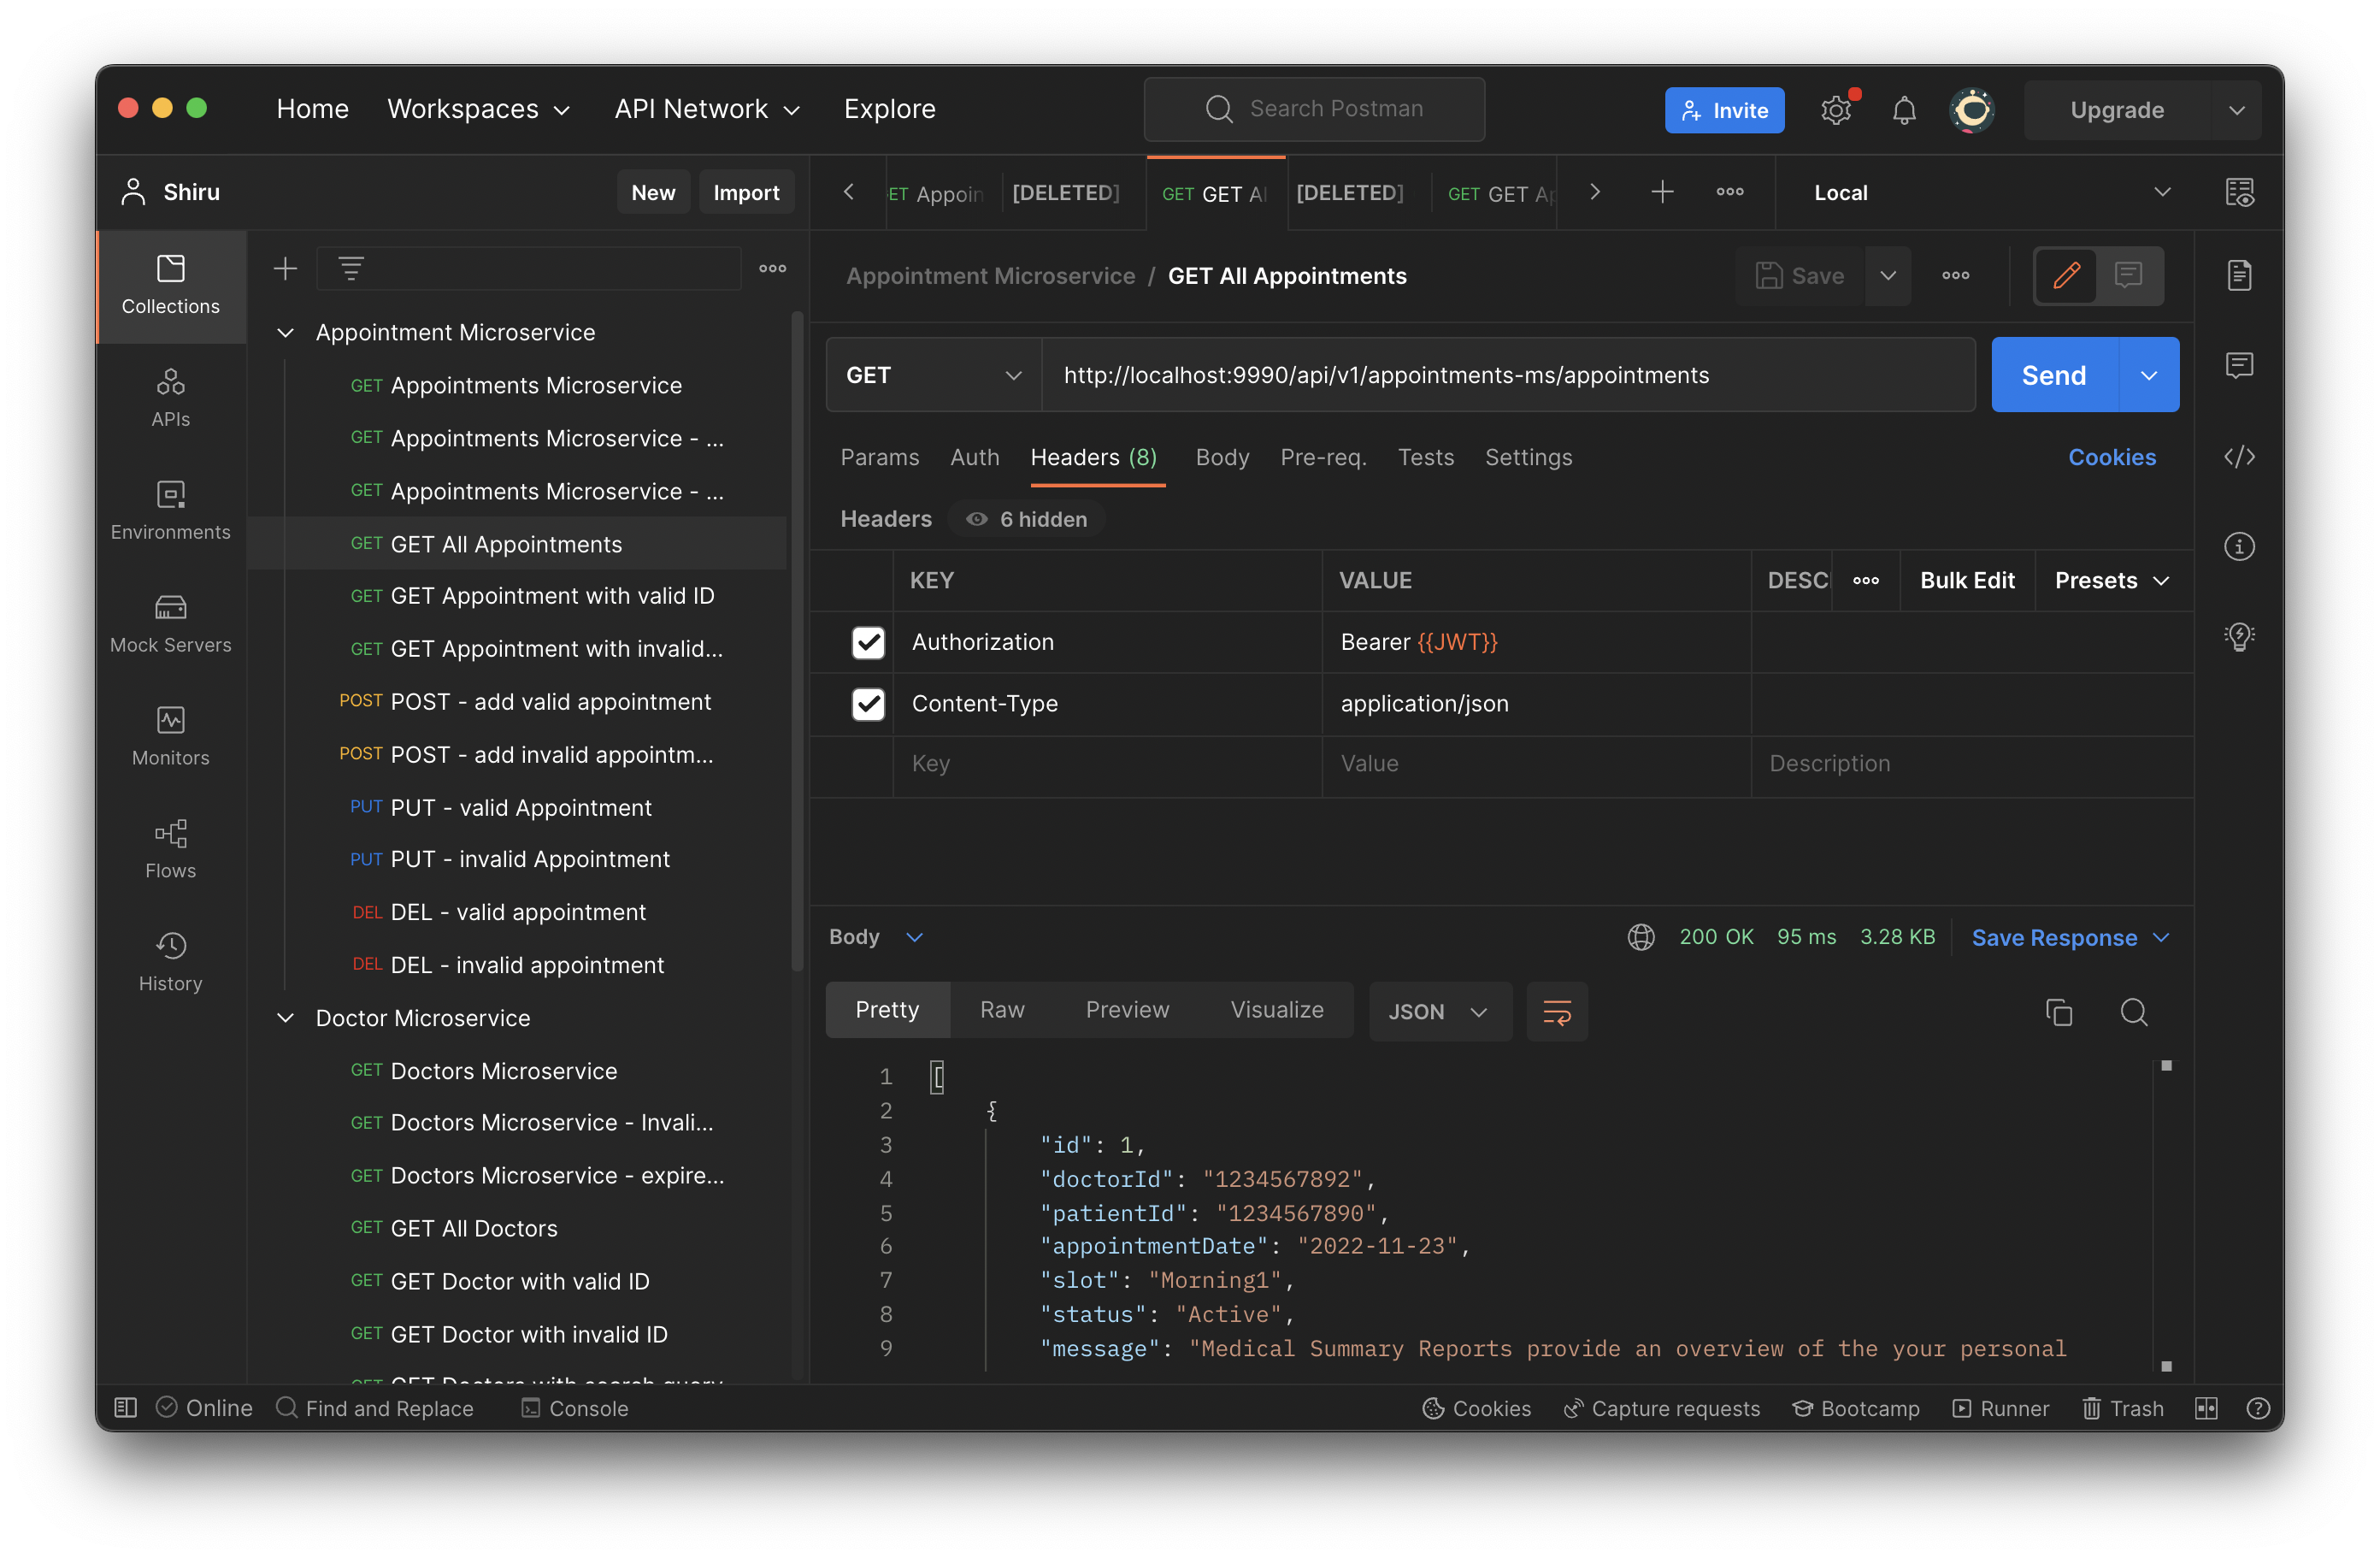 Home Workspaces API Network Explore Search Postman Invite Upgrade
Shiru New Import
ET Appoin [DELETED] GET GET Al [DELETED] GET GET Ap Local
Collections
APIs
Environments
Mock Servers
Monitors
Flows
History
Appointment Microservice
GET Appointments Microservice
GET Appointments Microservice - ...
GET Appointments Microservice - ...
GET GET All Appointments
GET GET Appointment with valid ID
GET GET Appointment with invalid...
POST POST - add valid appointment
POST POST - add invalid appointm...
PUT PUT - valid Appointment
PUT PUT - invalid Appointment
DEL DEL - valid appointment
DEL DEL - invalid appointment
Doctor Microservice
GET Doctors Microservice
GET Doctors Microservice - Invali...
GET Doctors Microservice - expire...
GET GET All Doctors
GET GET Doctor with valid ID
GET GET Doctor with invalid ID
GET GET Doctors with search query
Appointment Microservice / GET All Appointments Save
GET http://localhost:9990/api/v1/appointments-ms/appointments Send
Params Auth Headers (8) Body Pre-req. Tests Settings Cookies
Headers 6 hidden
KEY VALUE DESC Bulk Edit Presets
Authorization Bearer {{JWT}}
Content-Type application/json
Key Value Description
Body 200 OK 95 ms 3.28 KB Save Response
Pretty Raw Preview Visualize JSON
1 [
2 {
3 "id": 1,
4 "doctorId": "1234567892",
5 "patientId": "1234567890",
6 "appointmentDate": "2022-11-23",
7 "slot": "Morning1",
8 "status": "Active",
9 "message": "Medical Summary Reports provide an overview of the your personal
Online Find and Replace Console Cookies Capture requests Bootcamp Runner Trash